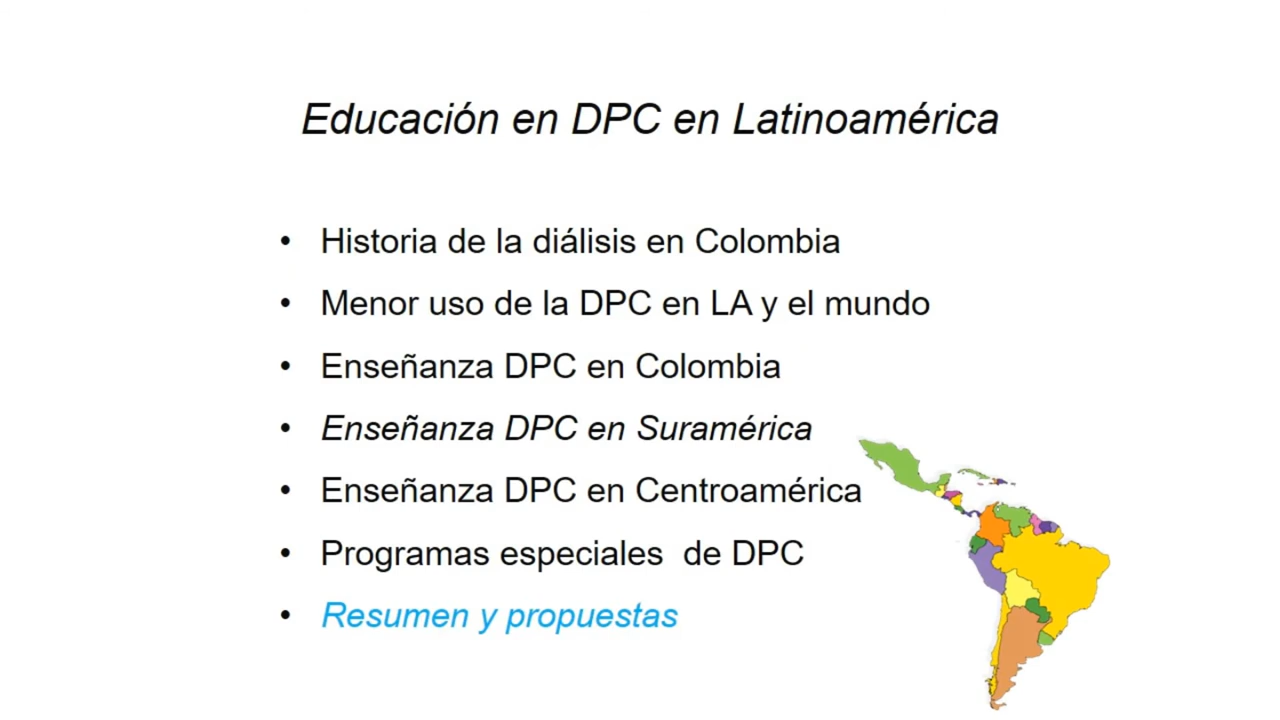 Educación en DPC en Latinoamérica
• Historia de la diálisis en Colombia
• Menor uso de la DPC en LA y el mundo
• Enseñanza DPC en Colombia
• Enseñanza DPC en Suramérica
• Enseñanza DPC en Centroamérica
• Programas especiales  de DPC
• Resumen y propuestas